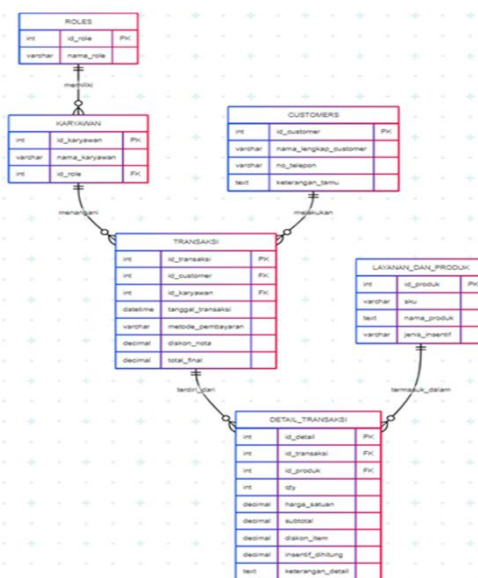 ROLES
int id_role PK
varchar nama_role
memiliki
KARYAWAN
int id_karyawan PK
varchar nama_karyawan
int id_role FK
CUSTOMERS
int id_customer
varchar nama_lengkap_customer
varchar no_telepon
text keterangan_tamu
menangani
melakukan
TRANSAKSI
int id_transaksi PK
int id_customer FK
int id_karyawan FK
datetime tanggal_transaksi
varchar metode_pembayaran
decimal diskon_nota
decimal total_final
LAYANAN_DAN_PRODUK
int id_produk PK
varchar sku
text nama_produk
varchar jenis_insentif
terdiri_dari
termasuk_dalam
DETAIL_TRANSAKSI
int id_detail PK
int id_transaksi FK
int id_produk FK
int qty
decimal harga_satuan
decimal subtotal
decimal diskon_item
decimal insentif_dihitung
text keterangan_detail